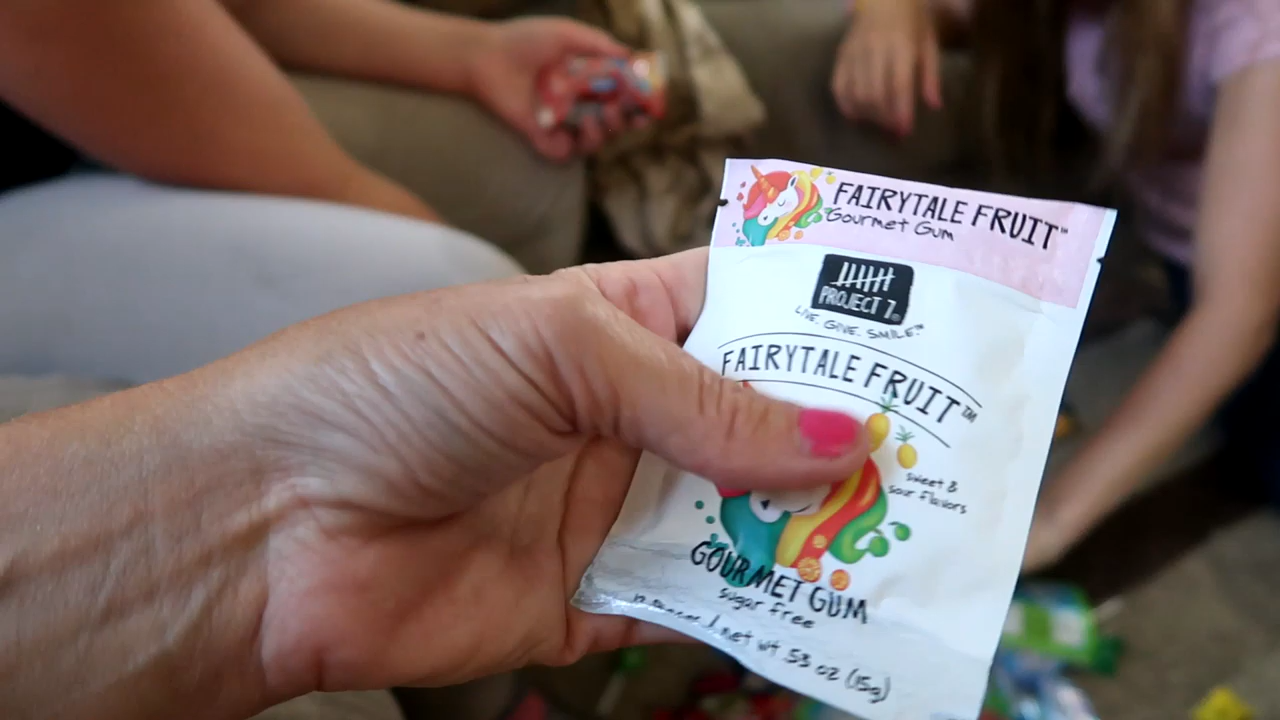 FAIRYTALE FRUIT™
Gourmet Gum
PROJECT 7®
LIVE. GIVE. SMILE.™
FAIRYTALE FRUIT™
sweet &
sour flavors
GOURMET GUM
sugar free
net wt .53 oz (15g)